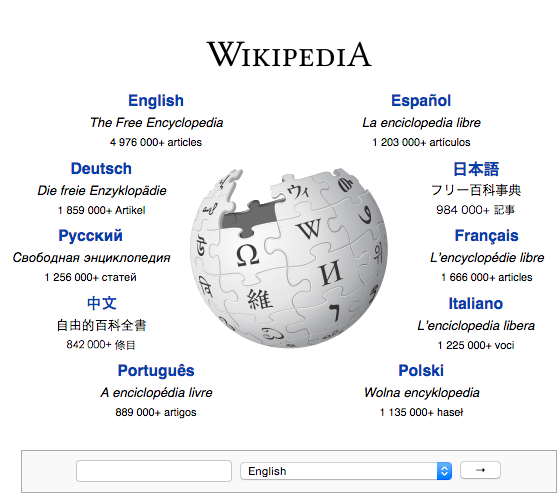 WIKIPEDIA
English
The Free Encyclopedia
4 976 000+ articles
Español
La enciclopedia libre
1 203 000+ artículos
Deutsch
Die freie Enzyklopädie
1 859 000+ Artikel
日本語
フリー百科事典
984 000+ 記事
Русский
Свободная энциклопедия
1 256 000+ статей
Français
L'encyclopédie libre
1 666 000+ articles
中文
自由的百科全書
842 000+ 條目
Italiano
L'enciclopedia libera
1 225 000+ voci
Português
A enciclopédia livre
889 000+ artigos
Polski
Wolna encyklopedia
1 135 000+ haseł
ウィ
Ω
W
維
И
English
→